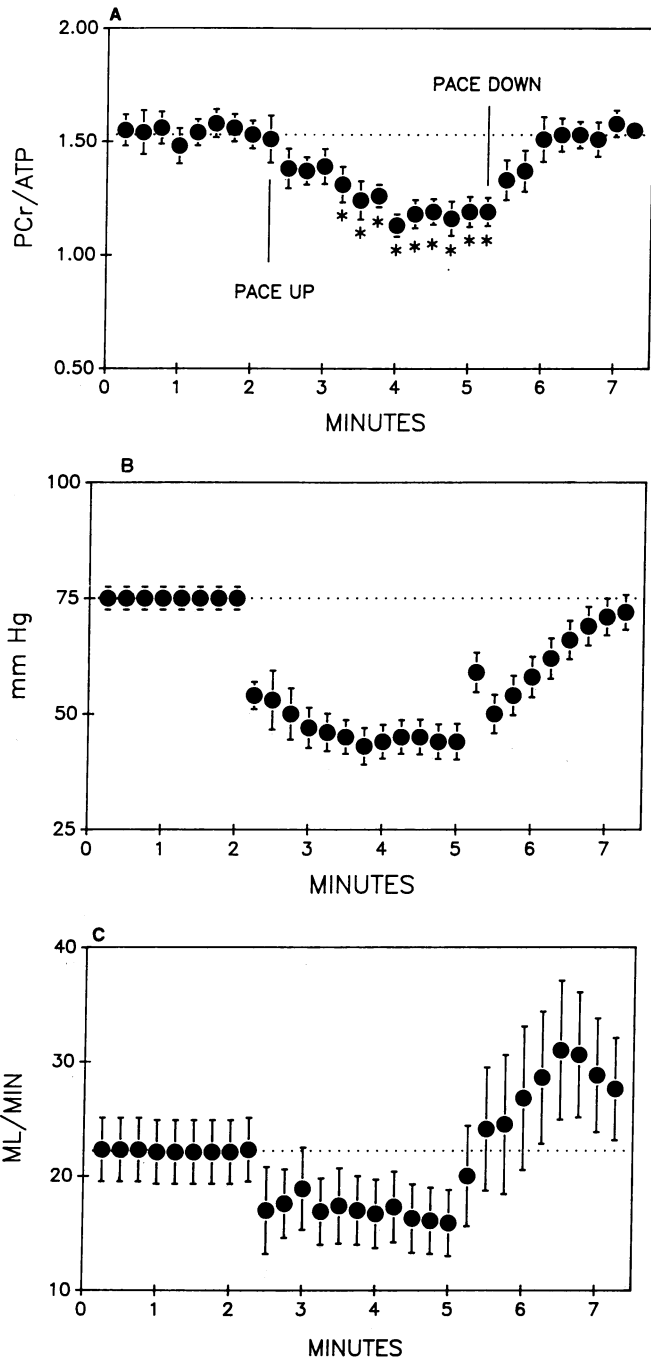 A
2.00
PACE DOWN
1.50
PCr/ATP
* * * * * * * * *
1.00
PACE UP
0.50
0 1 2 3 4 5 6 7
MINUTES
B
100
75
mm Hg
50
25
0 1 2 3 4 5 6 7
MINUTES
C
40
30
ML/MIN
20
10
0 1 2 3 4 5 6 7
MINUTES